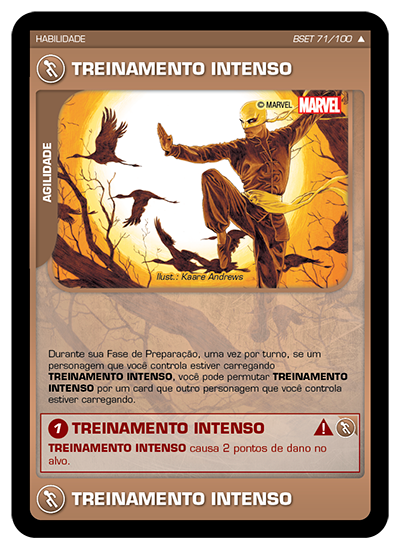 HABILIDADE
BSET 71/100 ▲
TREINAMENTO INTENSO
© MARVEL
MARVEL
AGILIDADE
Ilust.: Kaare Andrews
Durante sua Fase de Preparação, uma vez por turno, se um
personagem que você controla estiver carregando
TREINAMENTO INTENSO, você pode permutar TREINAMENTO
INTENSO por um card que outro personagem que você controla
estiver carregando.
1 TREINAMENTO INTENSO
TREINAMENTO INTENSO causa 2 pontos de dano no
alvo.
TREINAMENTO INTENSO